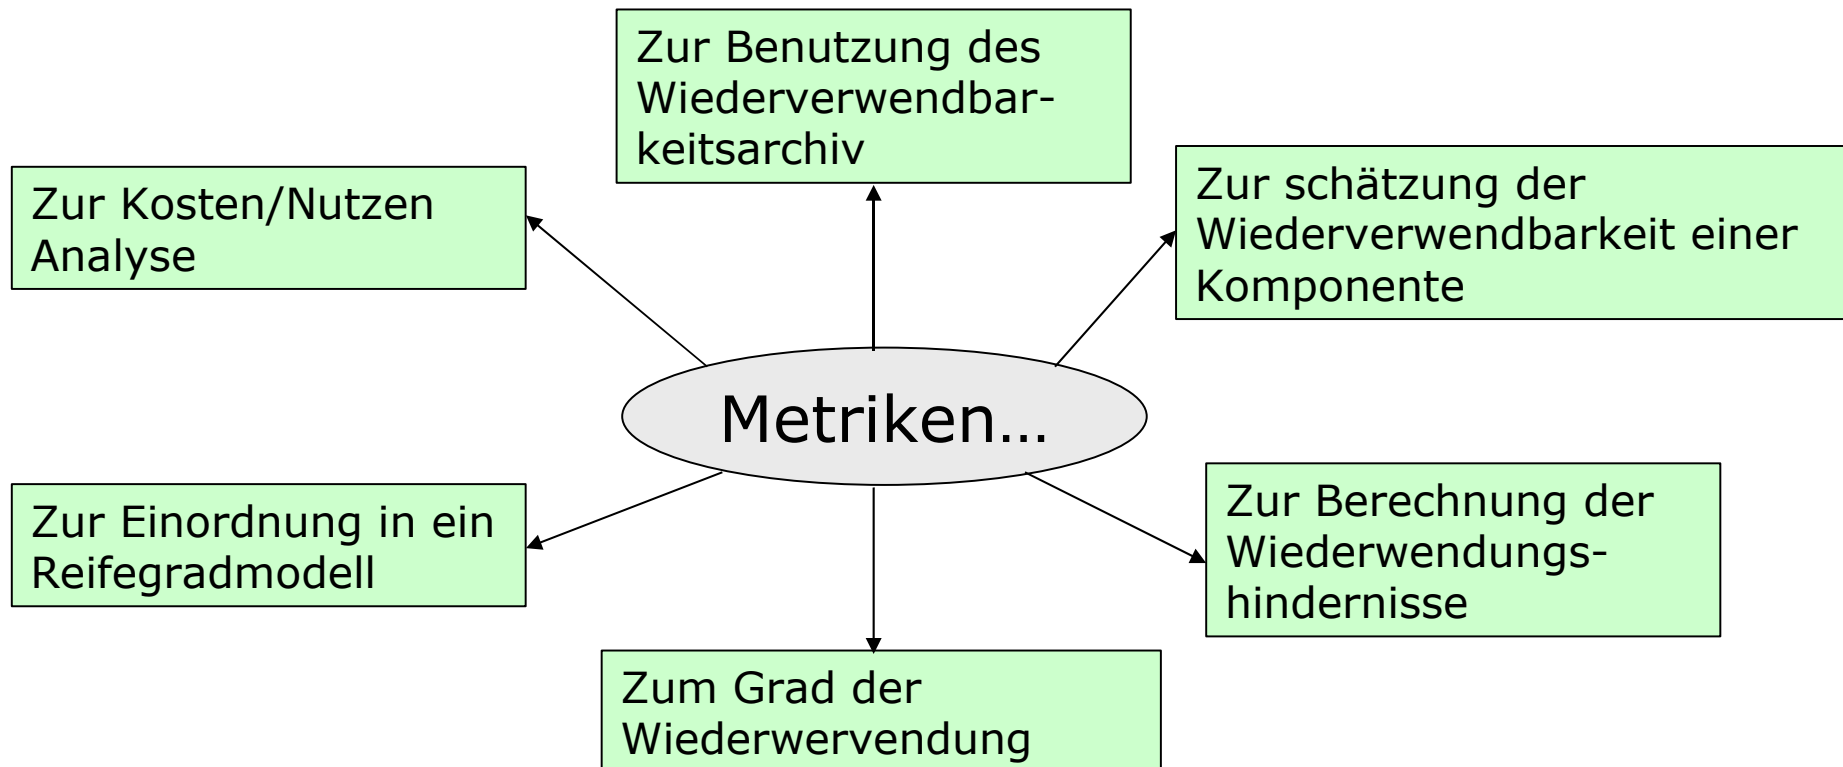 Zur Benutzung des
Wiederverwendbar-
keitsarchiv
Zur Kosten/Nutzen
Analyse
Zur schätzung der
Wiederverwendbarkeit einer
Komponente
Metriken...
Zur Einordnung in ein
Reifegradmodell
Zur Berechnung der
Wiederwendungs-
hindernisse
Zum Grad der
Wiederwervendung